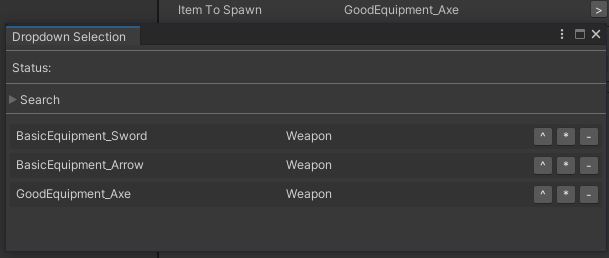 Item To Spawn GoodEquipment_Axe >
Dropdown Selection
Status:
Search
BasicEquipment_Sword Weapon ^ * -
BasicEquipment_Arrow Weapon ^ * -
GoodEquipment_Axe Weapon ^ * -